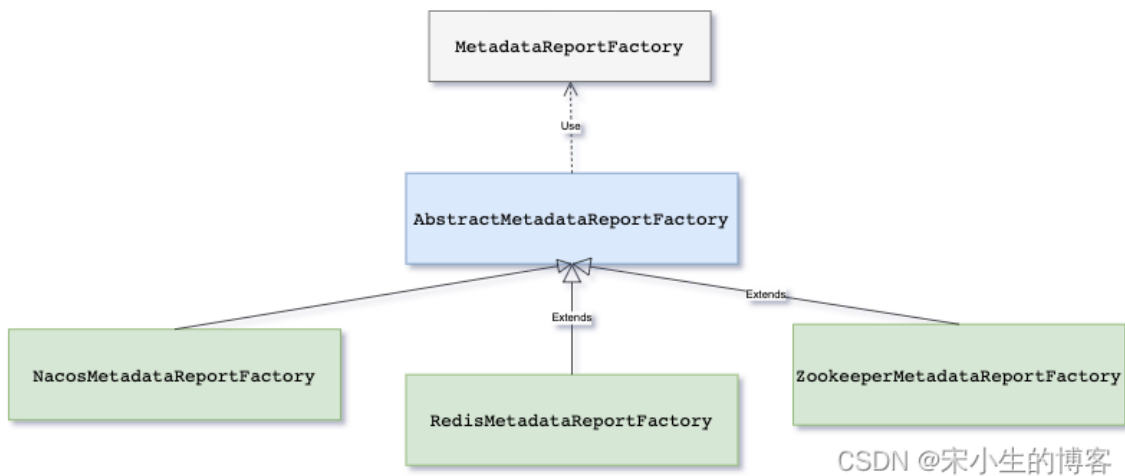 MetadataReportFactory
Use
AbstractMetadataReportFactory
Extends
Extends
NacosMetadataReportFactory
ZookeeperMetadataReportFactory
RedisMetadataReportFactory
CSDN @宋小生的博客